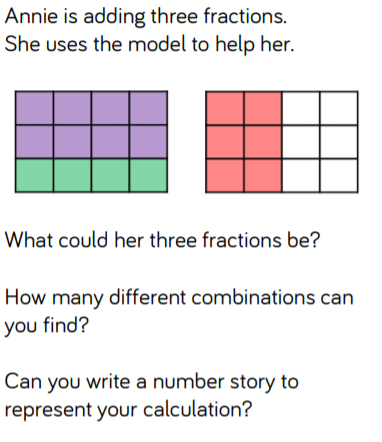 Annie is adding three fractions.
She uses the model to help her.
What could her three fractions be?
How many different combinations can
you find?
Can you write a number story to
represent your calculation?